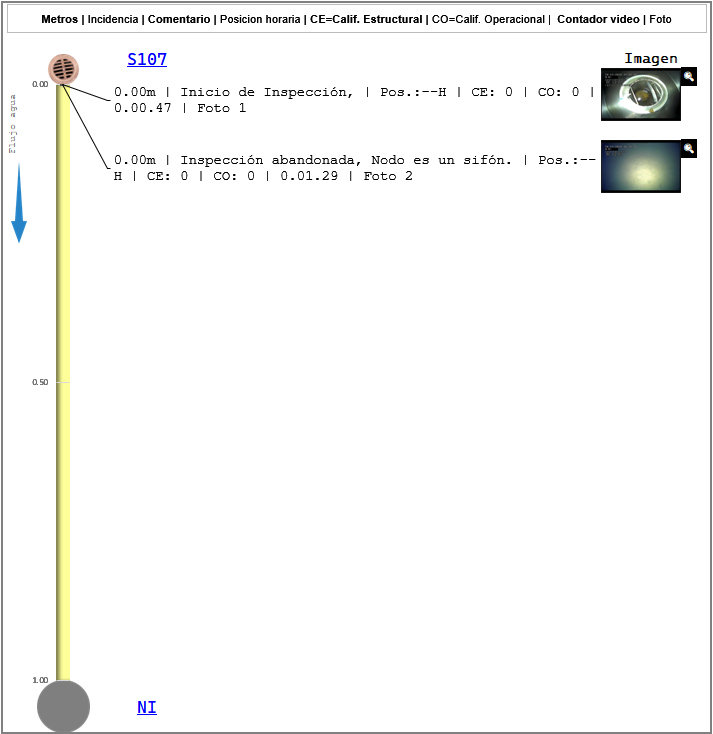 Metros | Incidencia | Comentario | Posicion horaria | CE=Calif. Estructural | CO=Calif. Operacional | Contador video | Foto
S107
Imagen
0.00
0.00m | Inicio de Inspección, | Pos.:--H | CE: 0 | CO: 0 |
0.00.47 | Foto 1
Flujo agua
0.00m | Inspección abandonada, Nodo es un sifón. | Pos.:--
H | CE: 0 | CO: 0 | 0.01.29 | Foto 2
0.50
1.00
NI